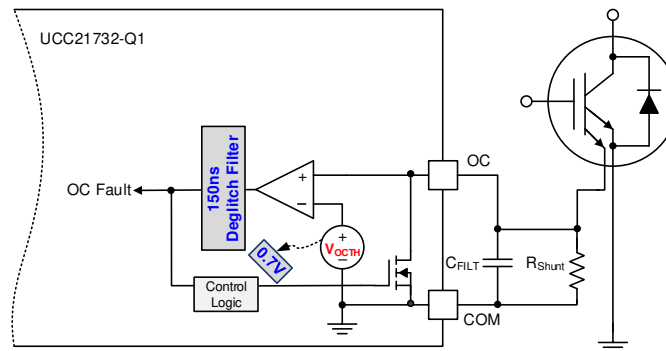 UCC21732-Q1
OC
150ns
Deglitch Filter
+
−
OC Fault
0.7V
+
VOCTH
−
Control
Logic
CFILT
RShunt
COM